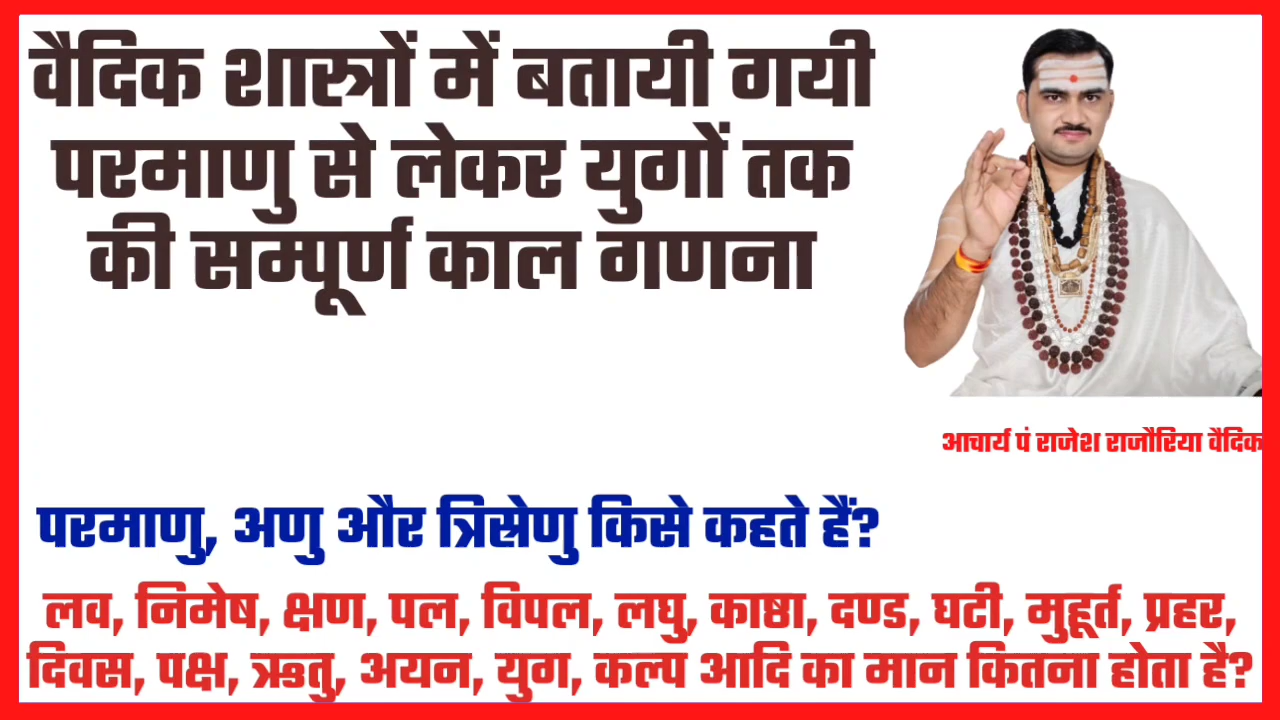 वैदिक शास्त्रों में बतायी गयी
परमाणु से लेकर युगों तक
की सम्पूर्ण काल गणना
आचार्य पं राजेश राजौरिया वैदिक
परमाणु, अणु और त्रिस्रेणु किसे कहते हैं?
लव, निमेष, क्षण, पल, विपल, लघु, काष्ठा, दण्ड, घटी, मुहूर्त, प्रहर,
दिवस, पक्ष, ऋतु, अयन, युग, कल्प आदि का मान कितना होता है?